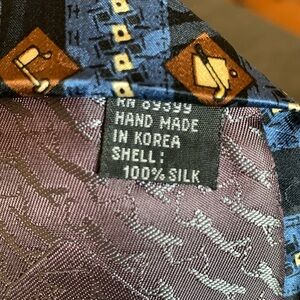 RN 89399
HAND MADE
IN KOREA
SHELL:
100% SILK